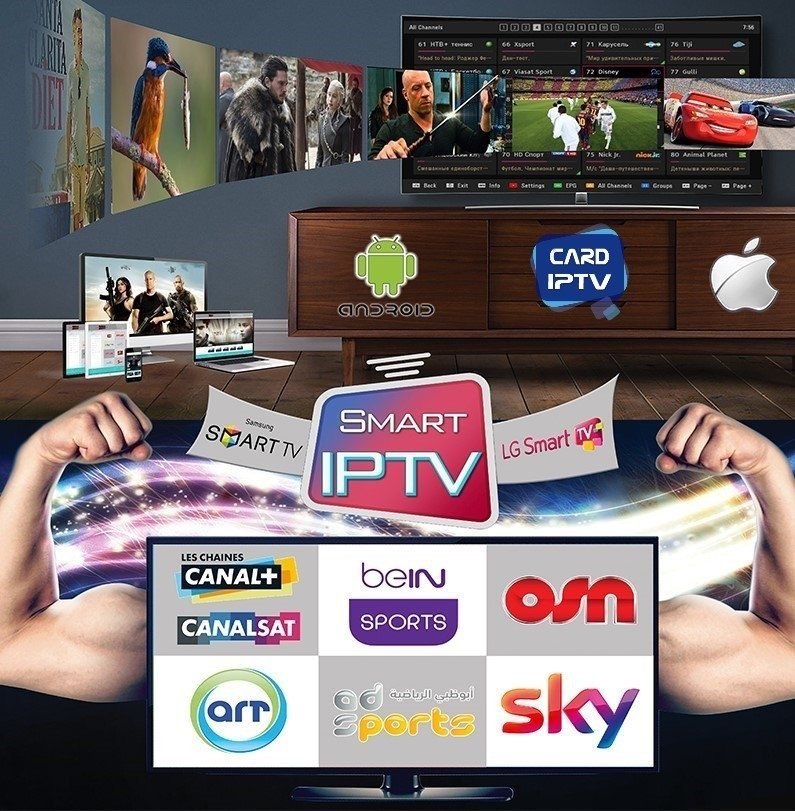 SANTA
CLARITA
DIET
All Channels
7:56
61 НТВ+ теннис
66 Xsport
71 Карусель
76 Tiji
67 Viasat Sport
72 Disney
77 Gulli
70 HD Спорт
75 Nick Jr.
nick jr.
80 Animal Planet
Back
Exit
Info
Settings
EPG
All Channels
Groups
Page -
Page +
ANDROID
CARD
IPTV
Samsung
SMART TV
SMART
IPTV
LG Smart TV
LES CHAINES
CANAL+
CANALSAT
beIN
SPORTS
OSN
art
أبوظبي الرياضية
ad
sports
sky